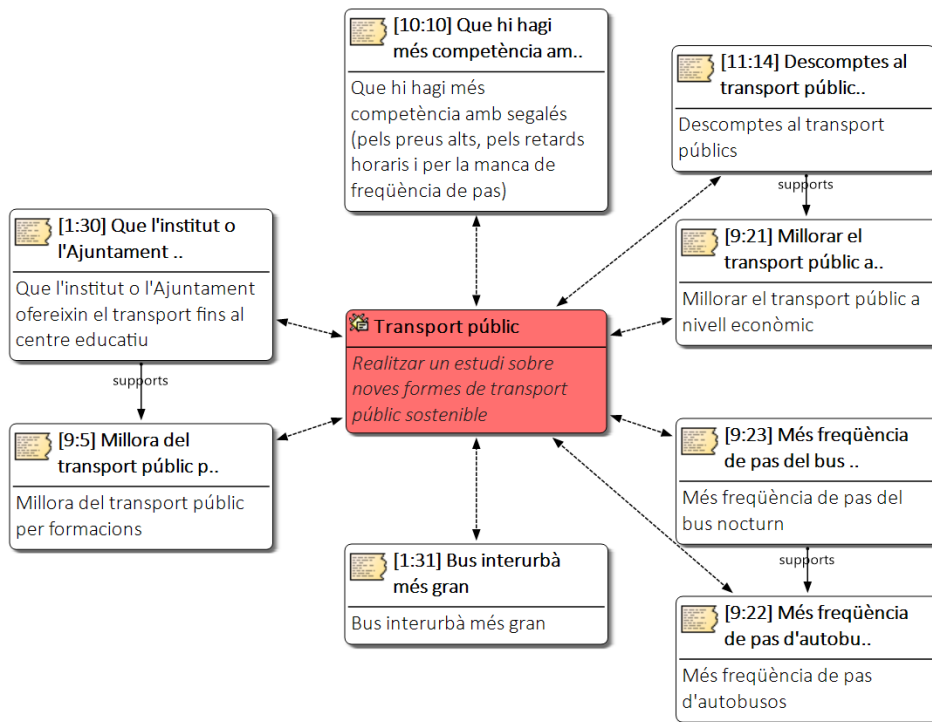 [10:10] Que hi hagi
més competència am..
Que hi hagi més
competència amb segalés
(pels preus alts, pels retards
horaris i per la manca de
freqüència de pas)
[11:14] Descomptes al
transport públic..
Descomptes al transport
públics
supports
[1:30] Que l'institut o
l'Ajuntament ..
Que l'institut o l'Ajuntament
ofereixin el transport fins al
centre educatiu
supports
[9:21] Millorar el
transport públic a..
Millorar el transport públic a
nivell econòmic
Transport públic
Realitzar un estudi sobre
noves formes de transport
públic sostenible
[9:5] Millora del
transport públic p..
Millora del transport públic
per formacions
[9:23] Més freqüència
de pas del bus ..
Més freqüència de pas del
bus nocturn
supports
[1:31] Bus interurbà
més gran
Bus interurbà més gran
[9:22] Més freqüència
de pas d'autobu..
Més freqüència de pas
d'autobusos